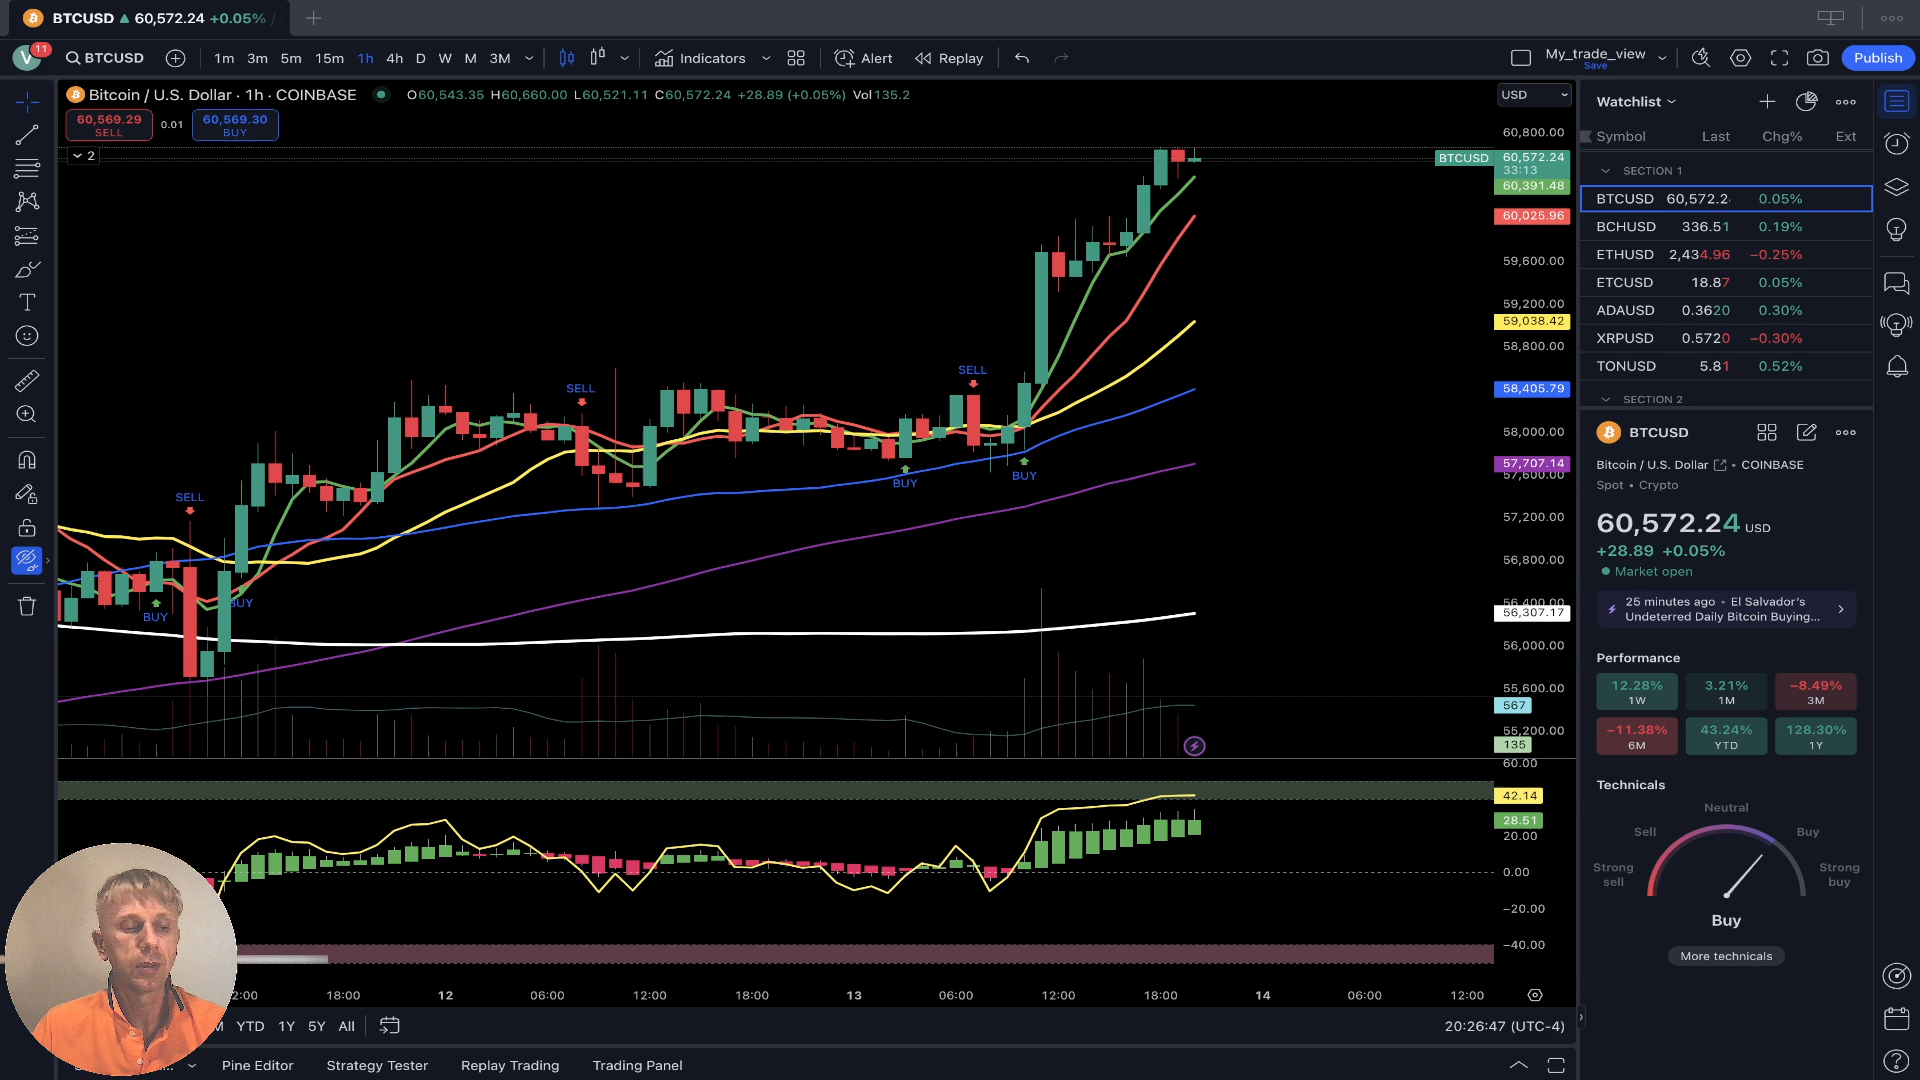 BTCUSD ▲ 60,572.24 +0.05% /
V 11 BTCUSD 1m 3m 5m 15m 1h 4h D W M 3M Indicators Alert Replay My_trade_view Save Publish
Bitcoin / U.S. Dollar · 1h · COINBASE O60,543.35 H60,660.00 L60,521.11 C60,572.24 +28.89 (+0.05%) Vol135.2
60,569.29 SELL 0.01 60,569.30 BUY
2
USD
60,800.00
BTCUSD 60,572.24
33:13
60,391.48
60,025.96
59,600.00
59,200.00
59,038.42
58,800.00
58,405.79
58,000.00
57,707.14
57,600.00
57,200.00
56,800.00
56,400.00
56,307.17
56,000.00
55,600.00
567
55,200.00
135
60.00
42.14
28.51
20.00
0.00
−20.00
−40.00
SELL
SELL
SELL
BUY
BUY
BUY
BUY
2:00 18:00 12 06:00 12:00 18:00 13 06:00 12:00 18:00 14 06:00 12:00
M YTD 1Y 5Y All
20:26:47 (UTC-4)
Pine Editor Strategy Tester Replay Trading Trading Panel
Watchlist
Symbol Last Chg% Ext
SECTION 1
BTCUSD 60,572.2 0.05%
BCHUSD 336.51 0.19%
ETHUSD 2,434.96 −0.25%
ETCUSD 18.87 0.05%
ADAUSD 0.3620 0.30%
XRPUSD 0.5720 −0.30%
TONUSD 5.81 0.52%
SECTION 2
BTCUSD
Bitcoin / U.S. Dollar • COINBASE
Spot • Crypto
60,572.24 USD
+28.89 +0.05%
Market open
25 minutes ago • El Salvador's
Undeterred Daily Bitcoin Buying...
Performance
12.28% 3.21% −8.49%
1W 1M 3M
−11.38% 43.24% 128.30%
6M YTD 1Y
Technicals
Neutral
Sell Buy
Strong sell Strong buy
Buy
More technicals